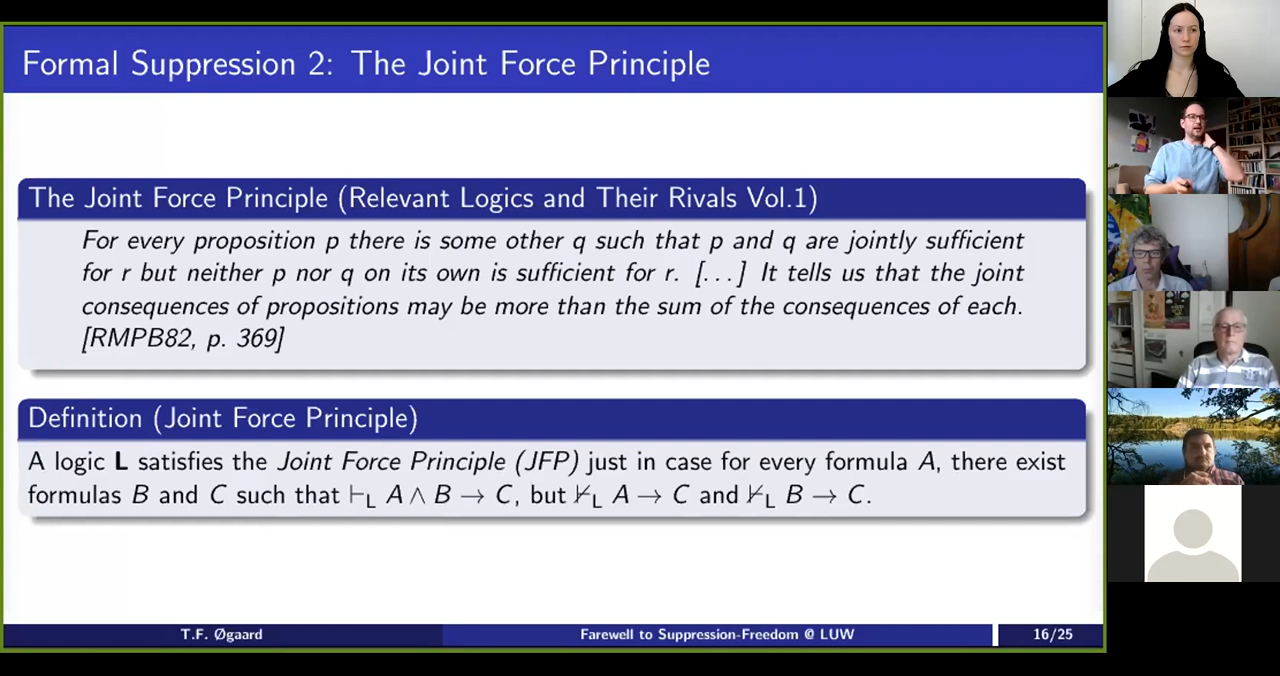 Formal Suppression 2: The Joint Force Principle
The Joint Force Principle (Relevant Logics and Their Rivals Vol.1)
For every proposition p there is some other q such that p and q are jointly sufficient
for r but neither p nor q on its own is sufficient for r. [...] It tells us that the joint
consequences of propositions may be more than the sum of the consequences of each.
[RMPB82, p. 369]
Definition (Joint Force Principle)
A logic L satisfies the Joint Force Principle (JFP) just in case for every formula A, there exist
formulas B and C such that ⊢L A ∧ B → C, but ⊬L A → C and ⊬L B → C.
T.F. Øgaard
Farewell to Suppression-Freedom @ LUW
16/25